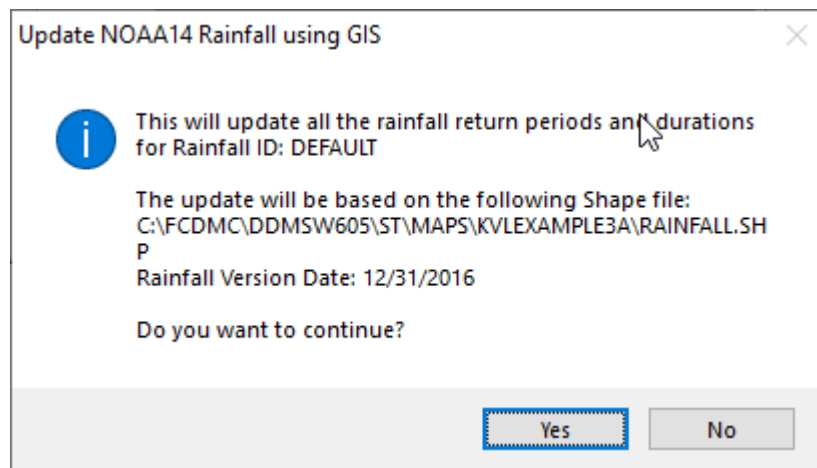 Update NOAA14 Rainfall using GIS
This will update all the rainfall return periods and durations
for Rainfall ID: DEFAULT
The update will be based on the following Shape file:
C:\FCDMC\DDMSW605\ST\MAPS\KVLEXAMPLE3A\RAINFALL.SH
P
Rainfall Version Date: 12/31/2016
Do you want to continue?
Yes
No